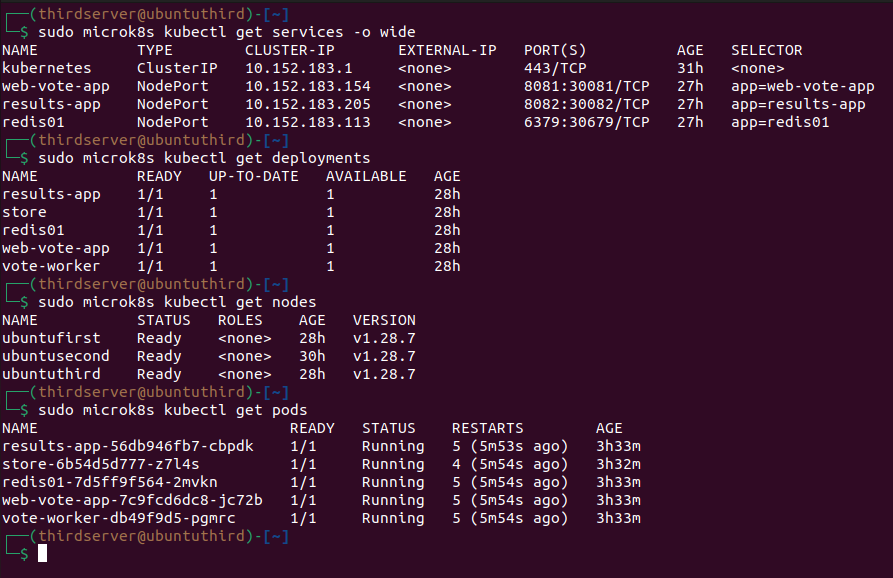 ┌──(thirdserver@ubuntuthird)-[~]
└─$ sudo microk8s kubectl get services -o wide
NAME           TYPE        CLUSTER-IP       EXTERNAL-IP   PORT(S)          AGE   SELECTOR
kubernetes     ClusterIP   10.152.183.1     <none>        443/TCP          31h   <none>
web-vote-app   NodePort    10.152.183.154   <none>        8081:30081/TCP   27h   app=web-vote-app
results-app    NodePort    10.152.183.205   <none>        8082:30082/TCP   27h   app=results-app
redis01        NodePort    10.152.183.113   <none>        6379:30679/TCP   27h   app=redis01
┌──(thirdserver@ubuntuthird)-[~]
└─$ sudo microk8s kubectl get deployments
NAME           READY   UP-TO-DATE   AVAILABLE   AGE
results-app    1/1     1            1           28h
store          1/1     1            1           28h
redis01        1/1     1            1           28h
web-vote-app   1/1     1            1           28h
vote-worker    1/1     1            1           28h
┌──(thirdserver@ubuntuthird)-[~]
└─$ sudo microk8s kubectl get nodes
NAME           STATUS   ROLES    AGE   VERSION
ubuntufirst    Ready    <none>   28h   v1.28.7
ubuntusecond   Ready    <none>   30h   v1.28.7
ubuntuthird    Ready    <none>   28h   v1.28.7
┌──(thirdserver@ubuntuthird)-[~]
└─$ sudo microk8s kubectl get pods
NAME                            READY   STATUS    RESTARTS        AGE
results-app-56db946fb7-cbpdk    1/1     Running   5 (5m53s ago)   3h33m
store-6b54d5d777-z7l4s          1/1     Running   4 (5m54s ago)   3h32m
redis01-7d5ff9f564-2mvkn        1/1     Running   5 (5m54s ago)   3h33m
web-vote-app-7c9fcd6dc8-jc72b   1/1     Running   5 (5m54s ago)   3h33m
vote-worker-db49f9d5-pgmrc      1/1     Running   5 (5m54s ago)   3h33m
┌──(thirdserver@ubuntuthird)-[~]
└─$